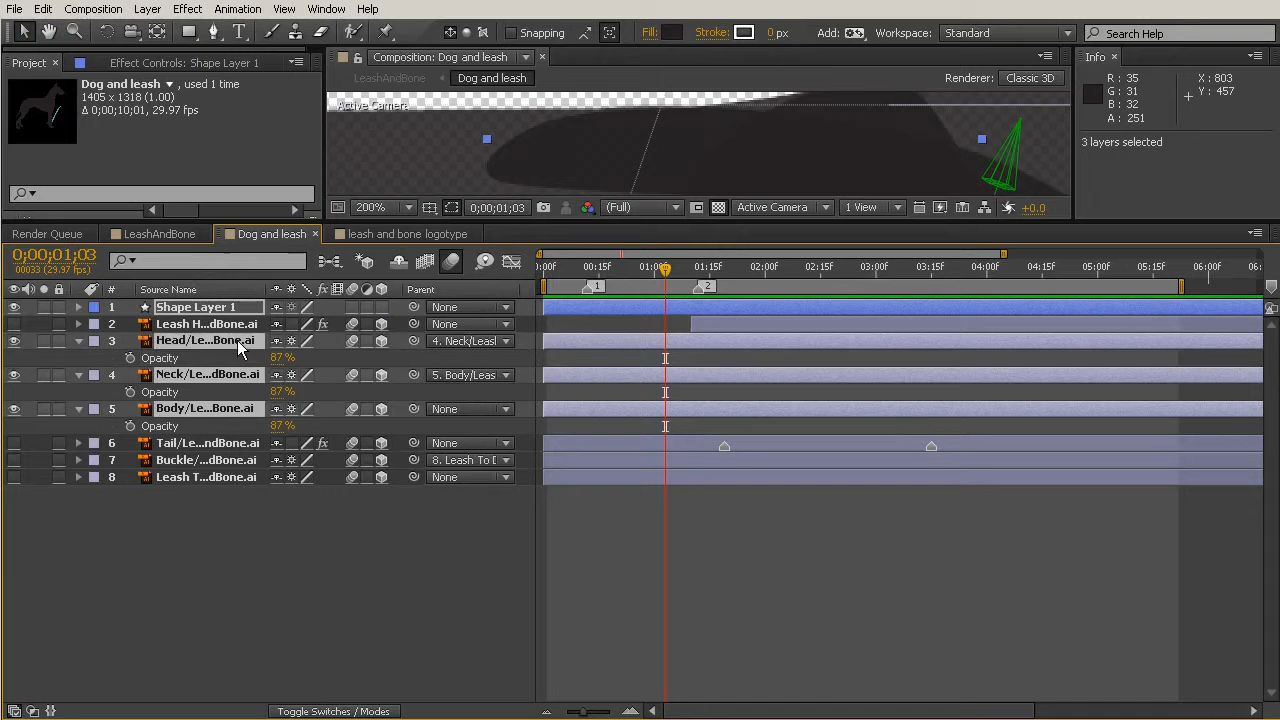 File Edit Composition Layer Effect Animation View Window Help
Snapping Fill: Stroke: 0 px Add: Workspace: Standard Search Help
Project × Effect Controls: Shape Layer 1 Composition: Dog and leash × Info ×
Dog and leash , used 1 time
1405 x 1318 (1.00)
Δ 0;00;10;01, 29.97 fps
LeashAndBone Dog and leash Renderer: Classic 3D
Active Camera
R : 35 X : 803
G : 31 Y : 457
B : 32
A : 251
3 layers selected
200% 0;00;01;03 (Full) Active Camera 1 View +0.0
Render Queue LeashAndBone Dog and leash × leash and bone logotype
0;00;01;03
00033 (29.97 fps)
0:00f 00:15f 01:00f 01:15f 02:00f 02:15f 03:00f 03:15f 04:00f 04:15f 05:00f 05:15f 06:00f 06:
# Source Name fx Parent 1 2
1 Shape Layer 1 None
2 Leash H...dBone.ai fx None
3 Head/Le...Bone.ai 4. Neck/Leasl
Opacity 87 %
4 Neck/Le...dBone.ai 5. Body/Leas
Opacity 87 %
5 Body/Le...Bone.ai None
Opacity 87 %
6 Tail/Le...ndBone.ai fx None
7 Buckle/...dBone.ai 8. Leash To D
8 Leash T...dBone.ai None
Toggle Switches / Modes